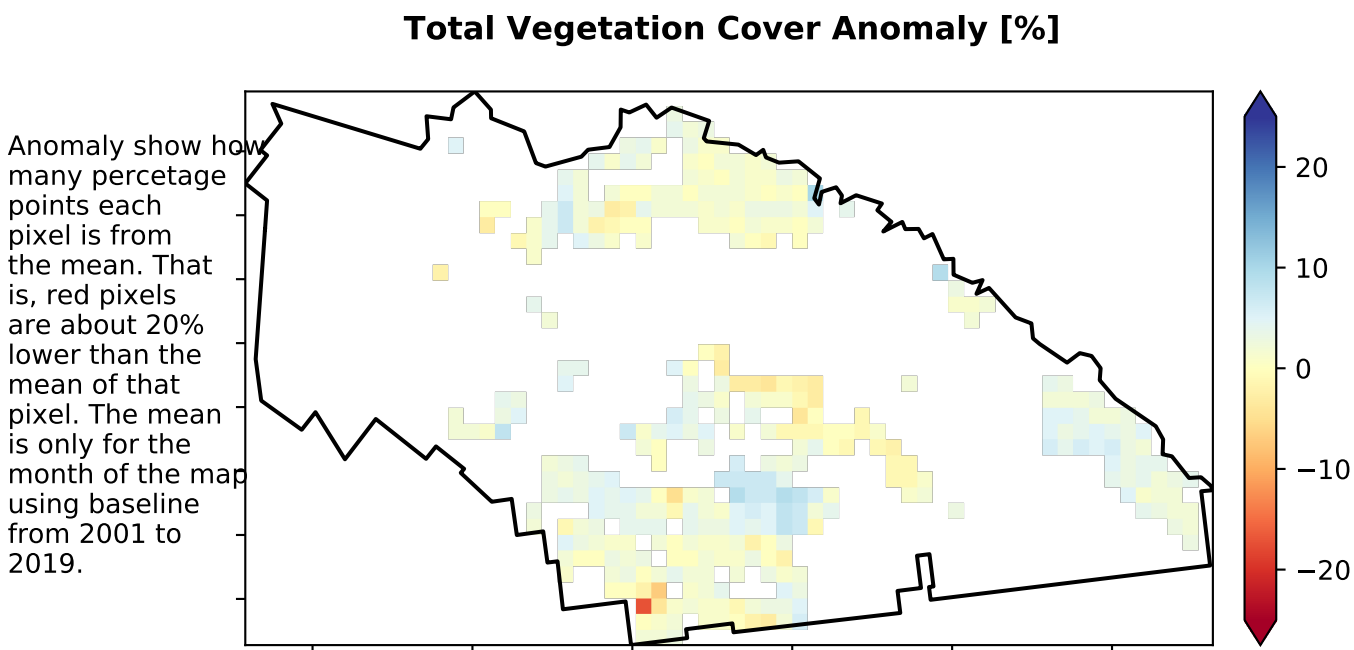 Total Vegetation Cover Anomaly [%]
Anomaly show how
many percetage
points each
pixel is from
the mean. That
is, red pixels
are about 20%
lower than the
mean of that
pixel. The mean
is only for the
month of the map
using baseline
from 2001 to
2019.
20
10
0
−10
−20